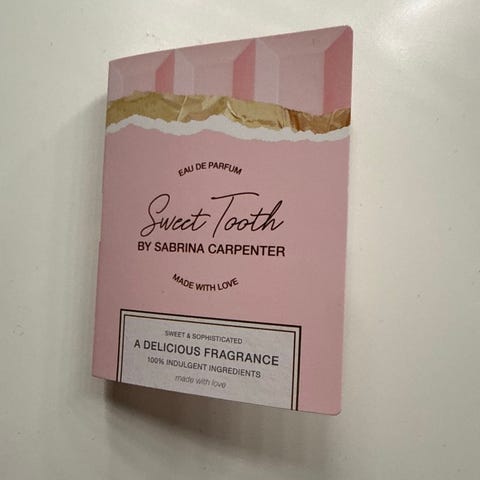 EAU DE PARFUM
Sweet Tooth
BY SABRINA CARPENTER
MADE WITH LOVE
SWEET & SOPHISTICATED
A DELICIOUS FRAGRANCE
100% INDULGENT INGREDIENTS
made with love